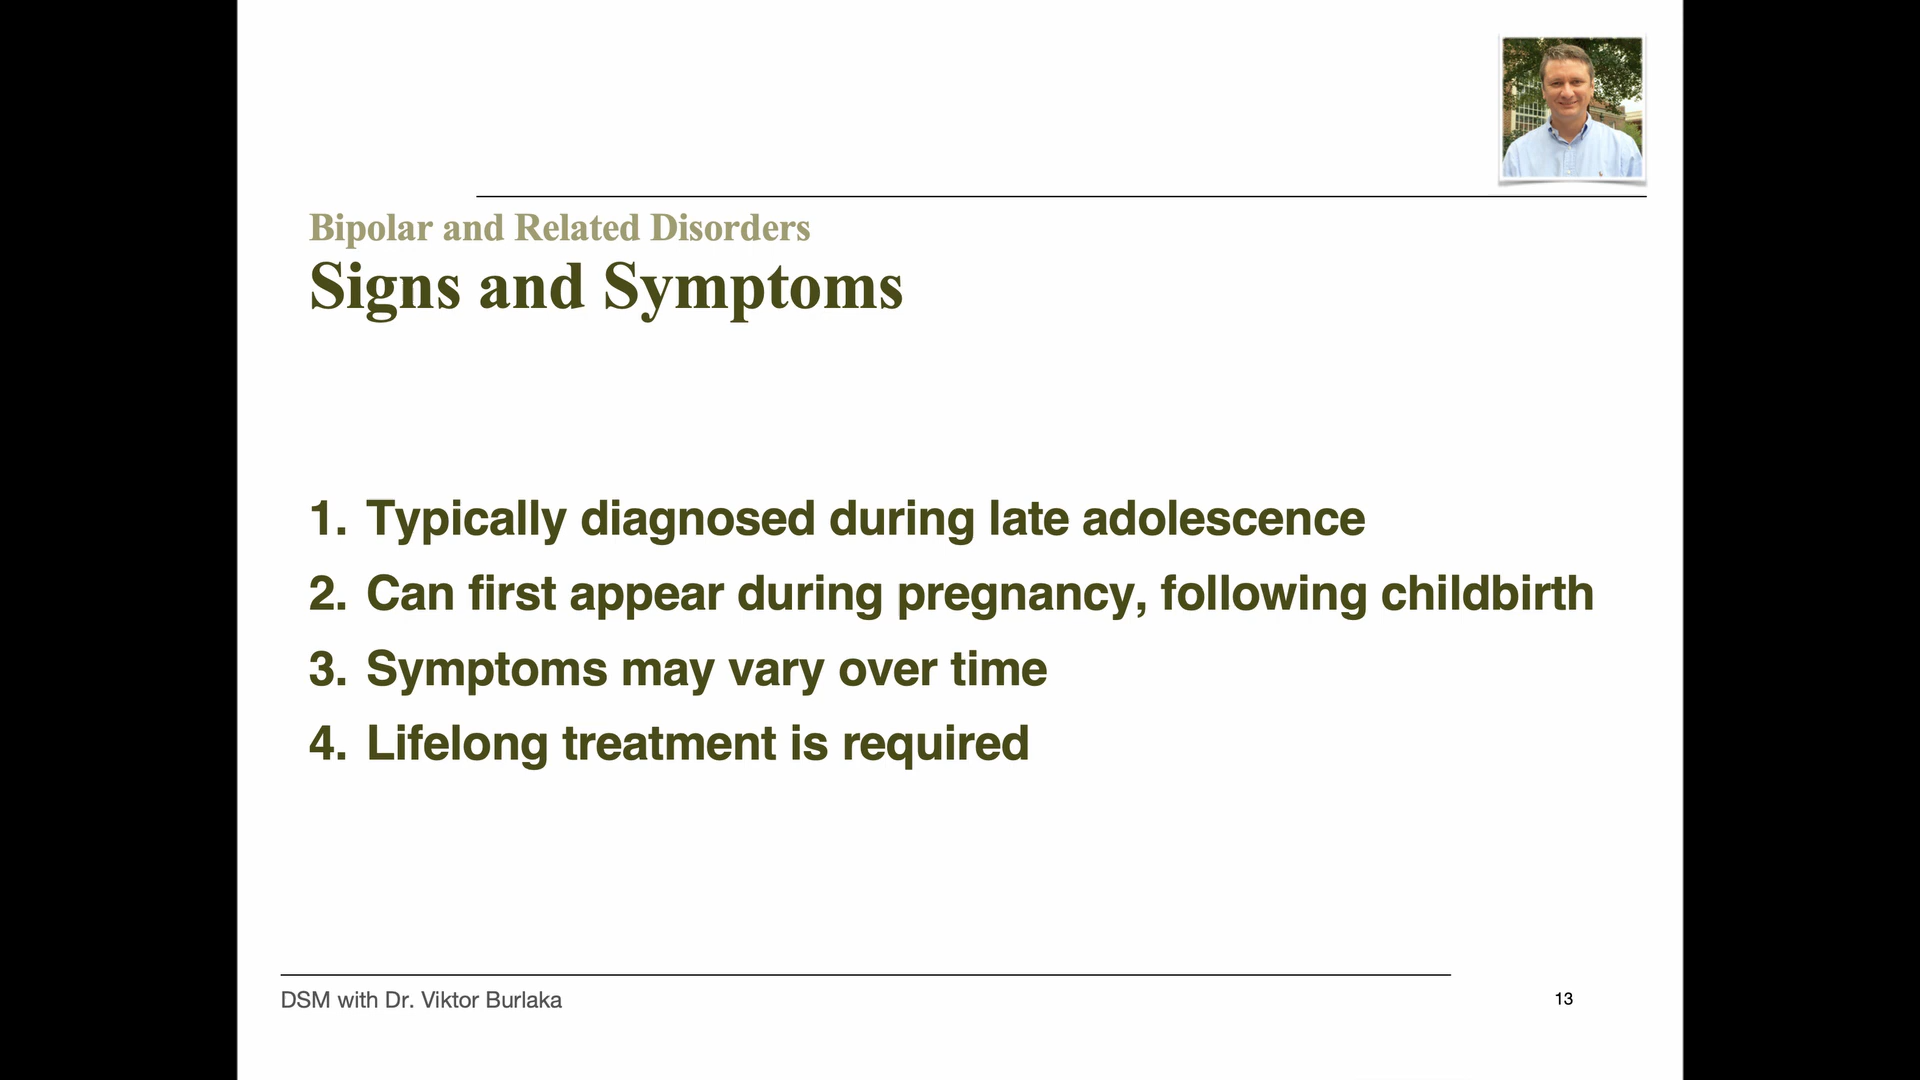 Bipolar and Related Disorders
Signs and Symptoms
1. Typically diagnosed during late adolescence
2. Can first appear during pregnancy, following childbirth
3. Symptoms may vary over time
4. Lifelong treatment is required
DSM with Dr. Viktor Burlaka
13